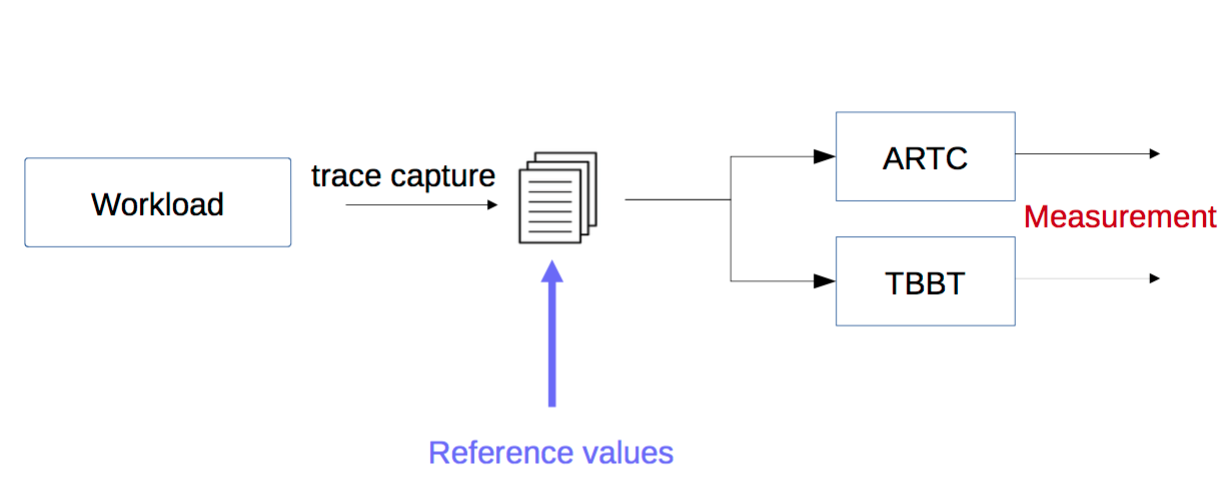 Workload
trace capture
ARTC
TBBT
Measurement
Reference values